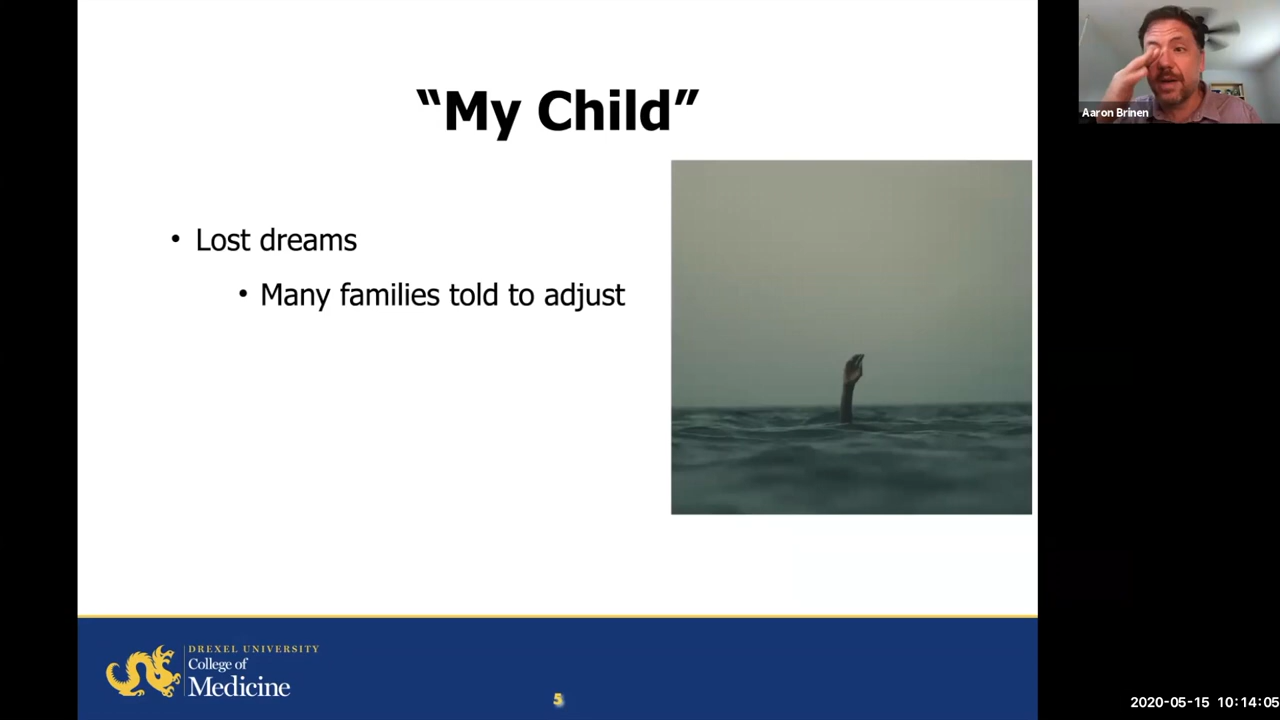 “My Child”
• Lost dreams
• Many families told to adjust
Aaron Brinen
DREXEL UNIVERSITY
College of
Medicine
5
2020-05-15 10:14:05